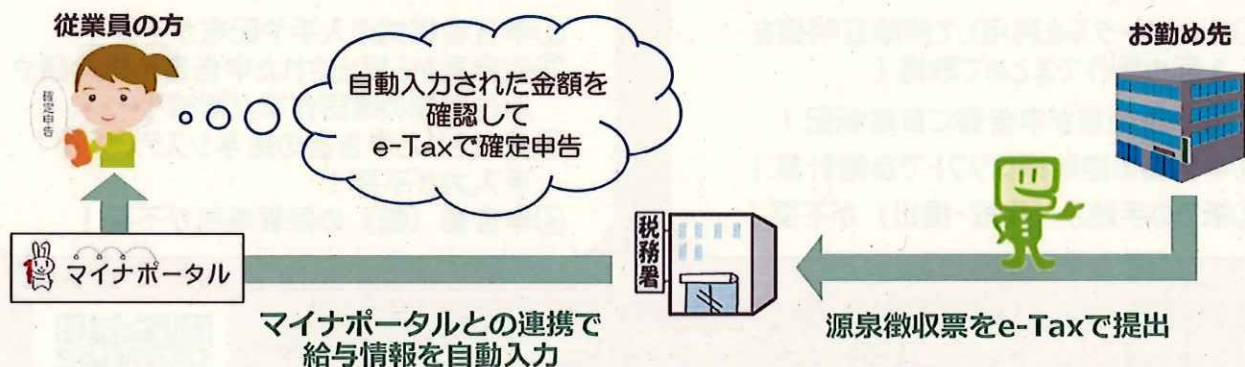 従業員の方
お勤め先
確定申告
自動入力された金額を
確認して
e-Taxで確定申告
税務署
マイナポータル
マイナポータルとの連携で
給与情報を自動入力
源泉徴収票をe-Taxで提出